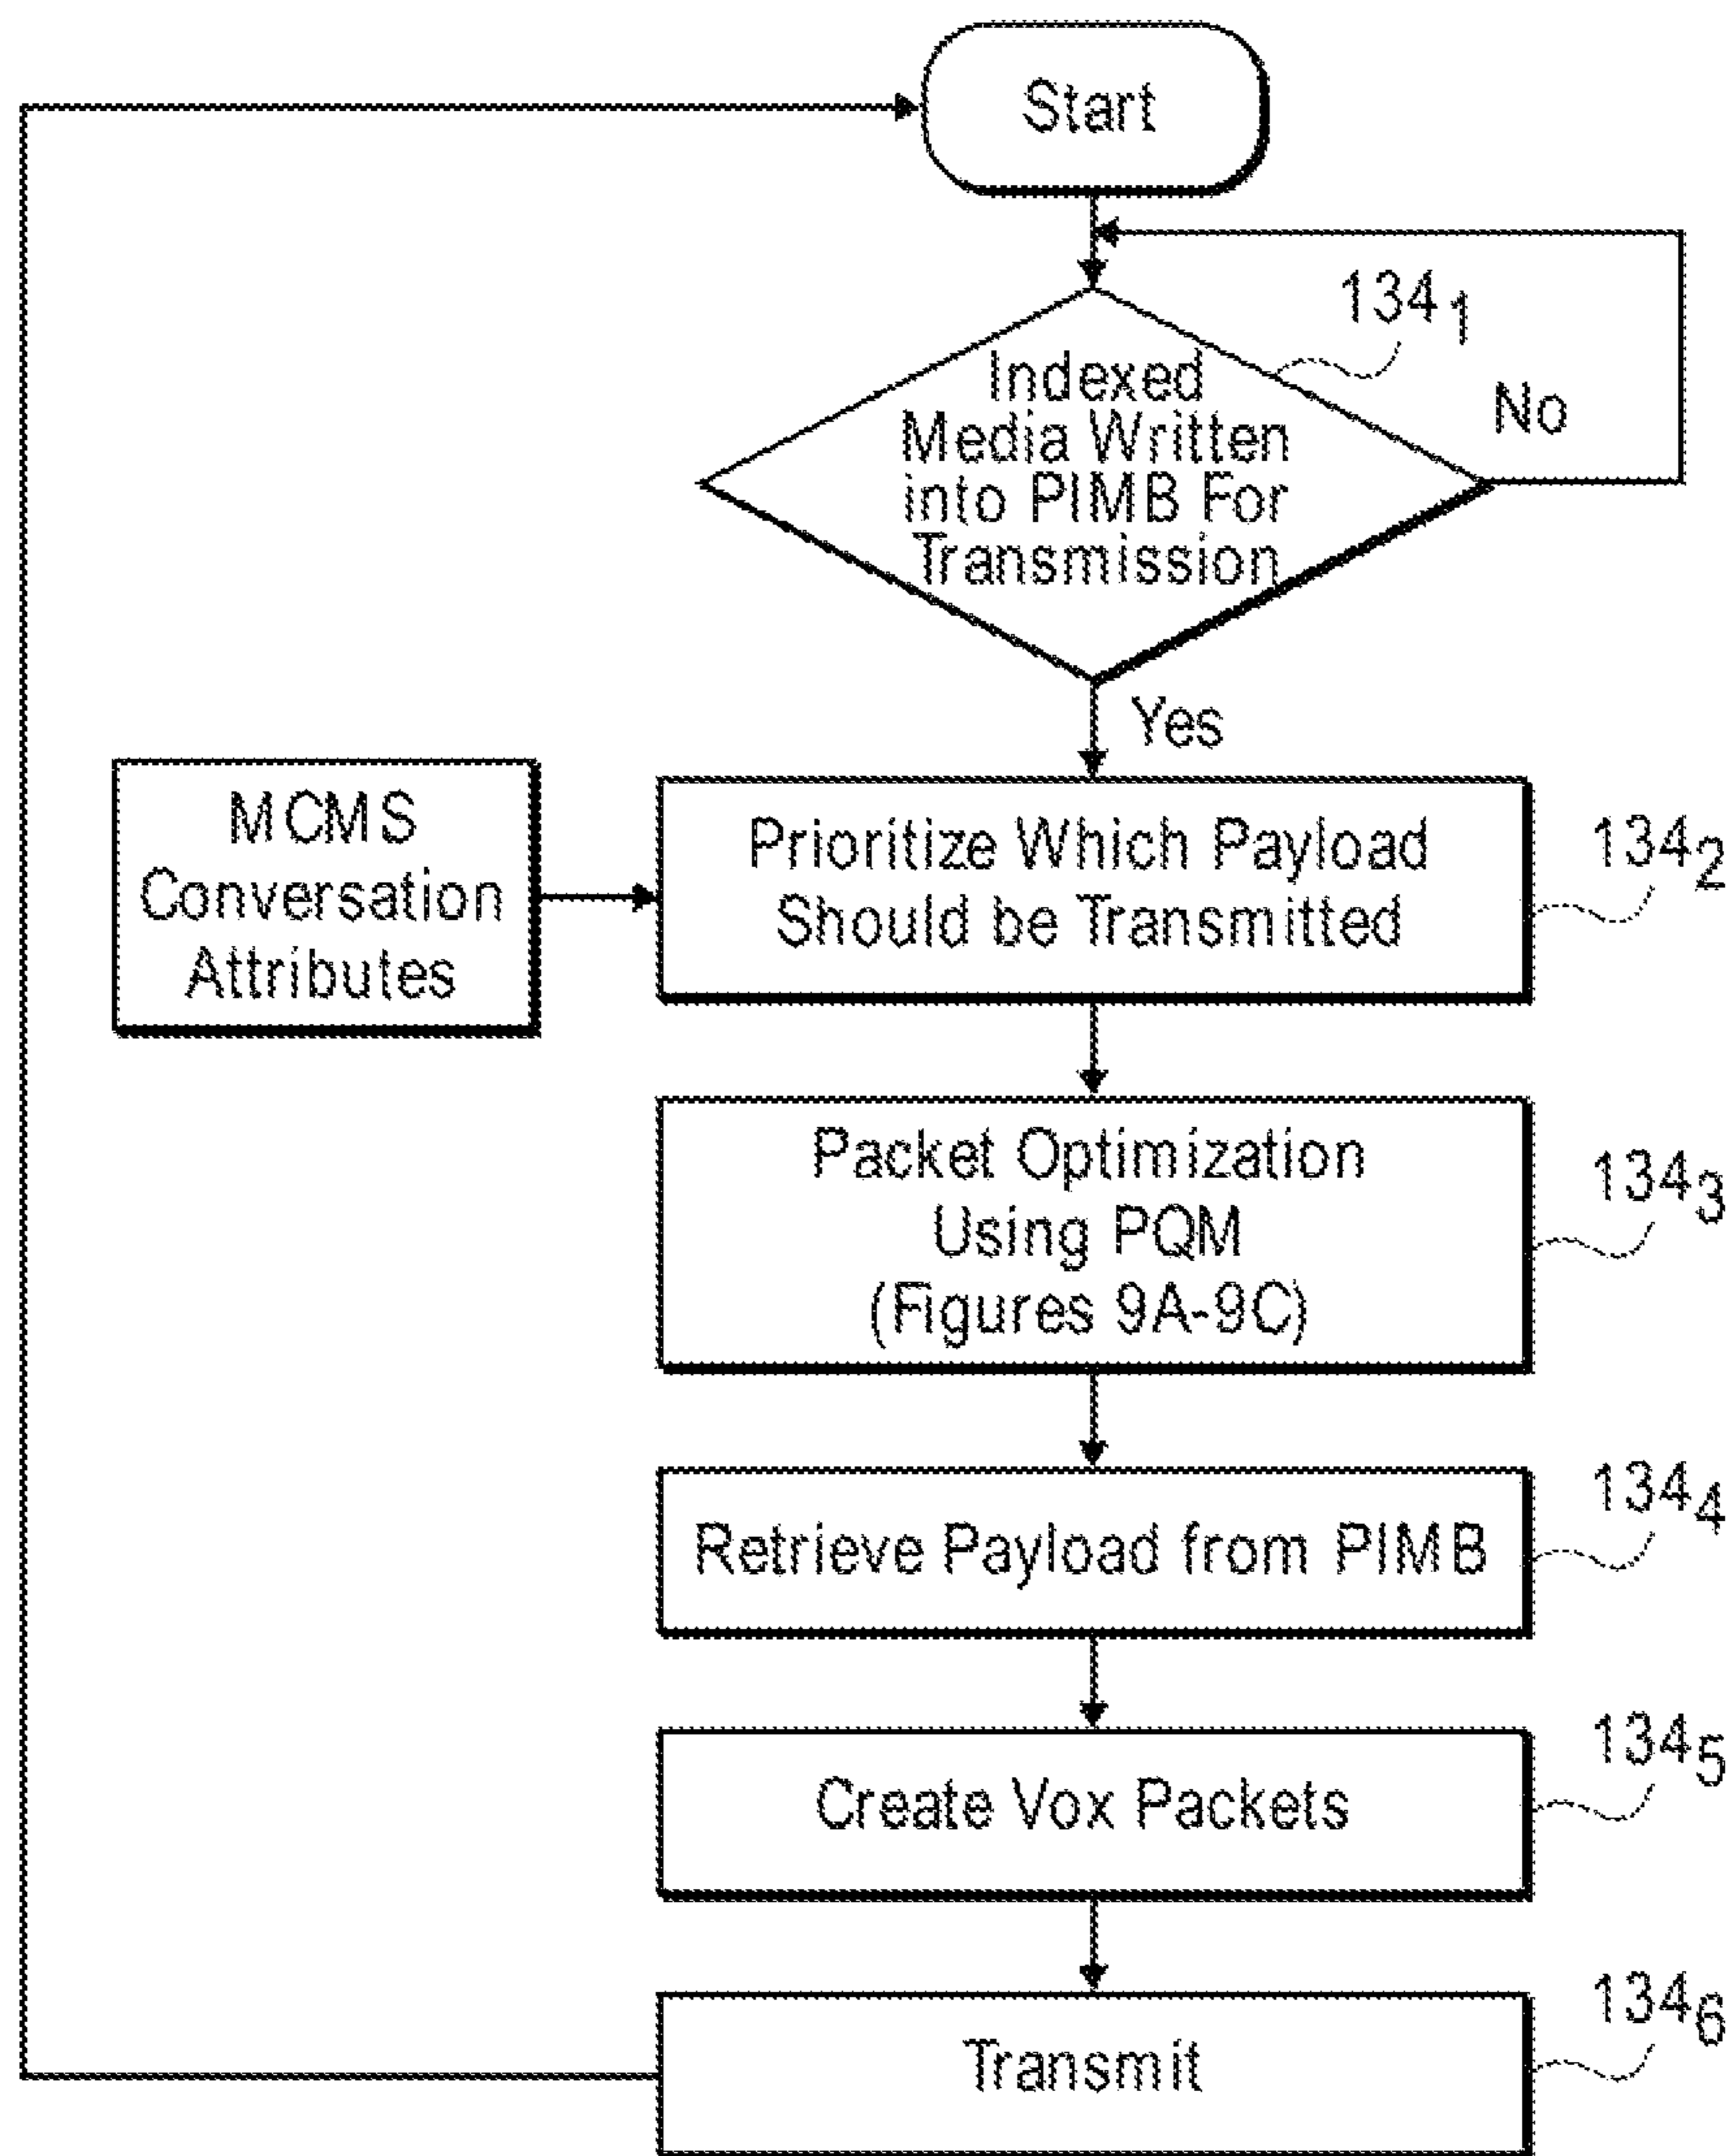 Start
134₁
Indexed
Media Written
into PIMB For
Transmission
No
Yes
MCMS
Conversation
Attributes
Prioritize Which Payload
Should be Transmitted
134₂
Packet Optimization
Using PQM
(Figures 9A-9C)
134₃
Retrieve Payload from PIMB
134₄
Create Vox Packets
134₅
Transmit
134₆